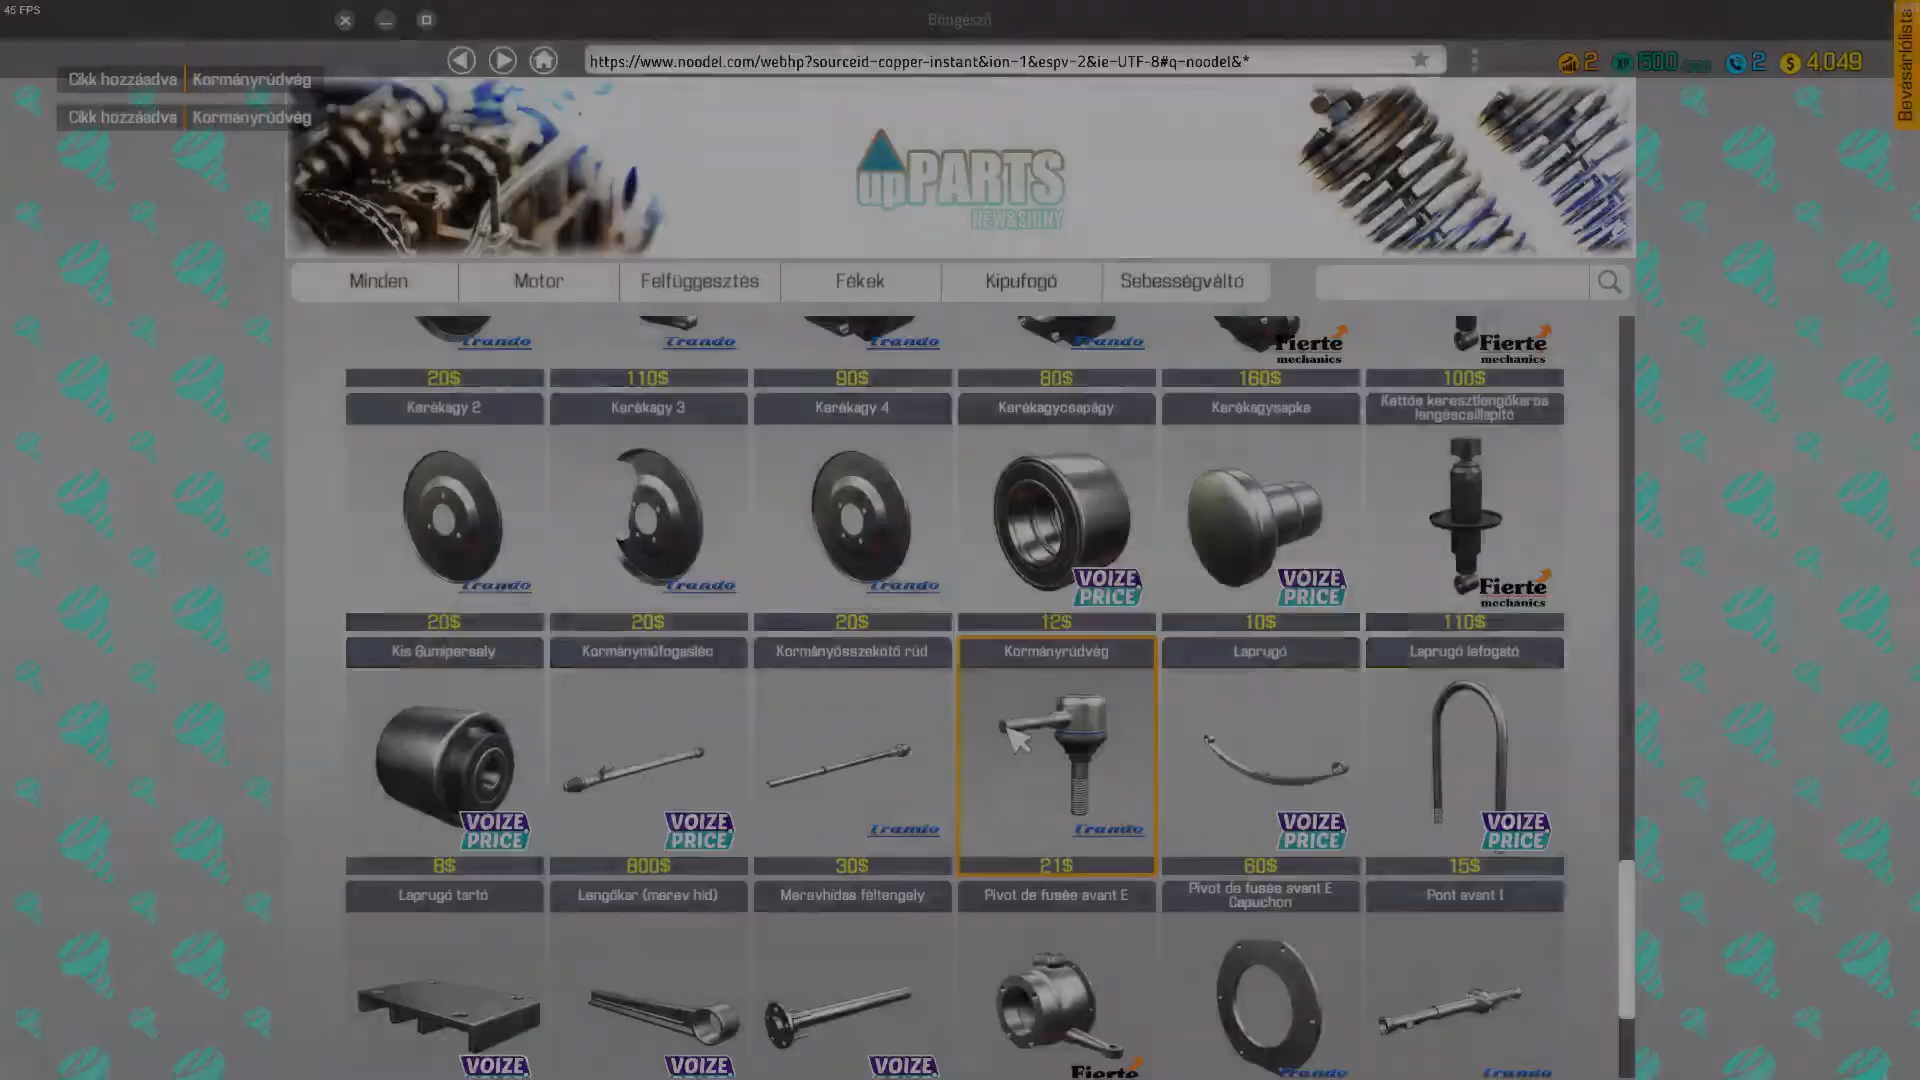 45 FPS
Böngésző
https://www.noodel.com/webhp?sourceid-copper-instant&ion-1&espv-2&ie-UTF-8#q-noodel&*
2
500
2
$ 4,049
Bevásárlólista
Cikk hozzáadva Kormányrúdvég
Cikk hozzáadva Kormányrúdvég
upPARTS
NEW&SHINY
Minden Motor Felfüggesztés Fékek Kipufogó Sebességváltó
Trando Trando Trando Trando Fierte mechanics Fierte mechanics
20$ 110$ 90$ 80$ 160$ 100$
Kerékagy 2 Kerékagy 3 Kerékagy 4 Kerékagycsapágy Kerékagysapka Kettős keresztlengőkaros lengéscsillapító
Trando Trando Trando VOIZE PRICE VOIZE PRICE Fierte mechanics
20$ 20$ 20$ 12$ 10$ 110$
Kis Gumipersely Kormányműfogasléc Kormányösszekötő rúd Kormányrúdvég Laprugó Laprugó lefogató
VOIZE PRICE VOIZE PRICE Trando Trando VOIZE PRICE VOIZE PRICE
8$ 800$ 30$ 21$ 60$ 15$
Laprugó tartó Lengőkar (merev híd) Merevhidas féltengely Pivot de fusée avant E Pivot de fusée avant E Capuchon Pont avant I
VOIZE VOIZE VOIZE Fierte Trando Trando